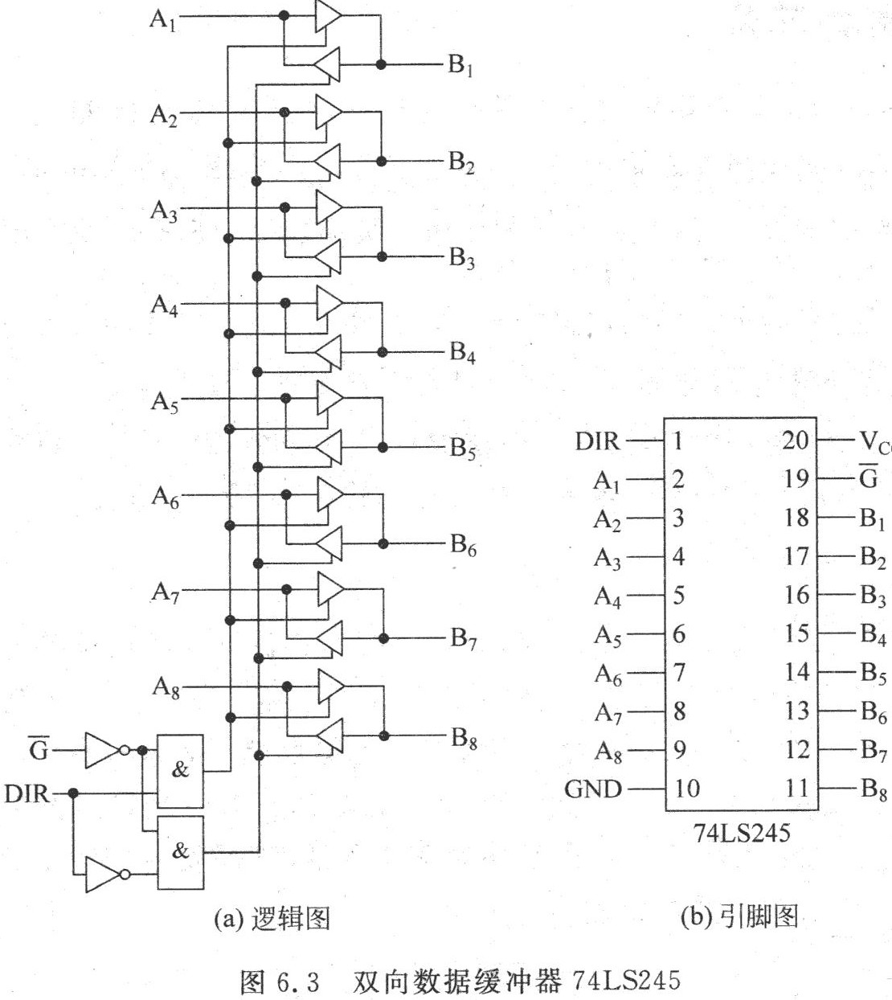 A₁
B₁
A₂
B₂
A₃
B₃
A₄
B₄
A₅
B₅
A₆
B₆
A₇
B₇
A₈
B₈
G̅
&
DIR
&
(a) 逻辑图
DIR 1 20 V_C
A₁ 2 19 G̅
A₂ 3 18 B₁
A₃ 4 17 B₂
A₄ 5 16 B₃
A₅ 6 15 B₄
A₆ 7 14 B₅
A₇ 8 13 B₆
A₈ 9 12 B₇
GND 10 11 B₈
74LS245
(b) 引脚图
图 6.3 双向数据缓冲器 74LS245